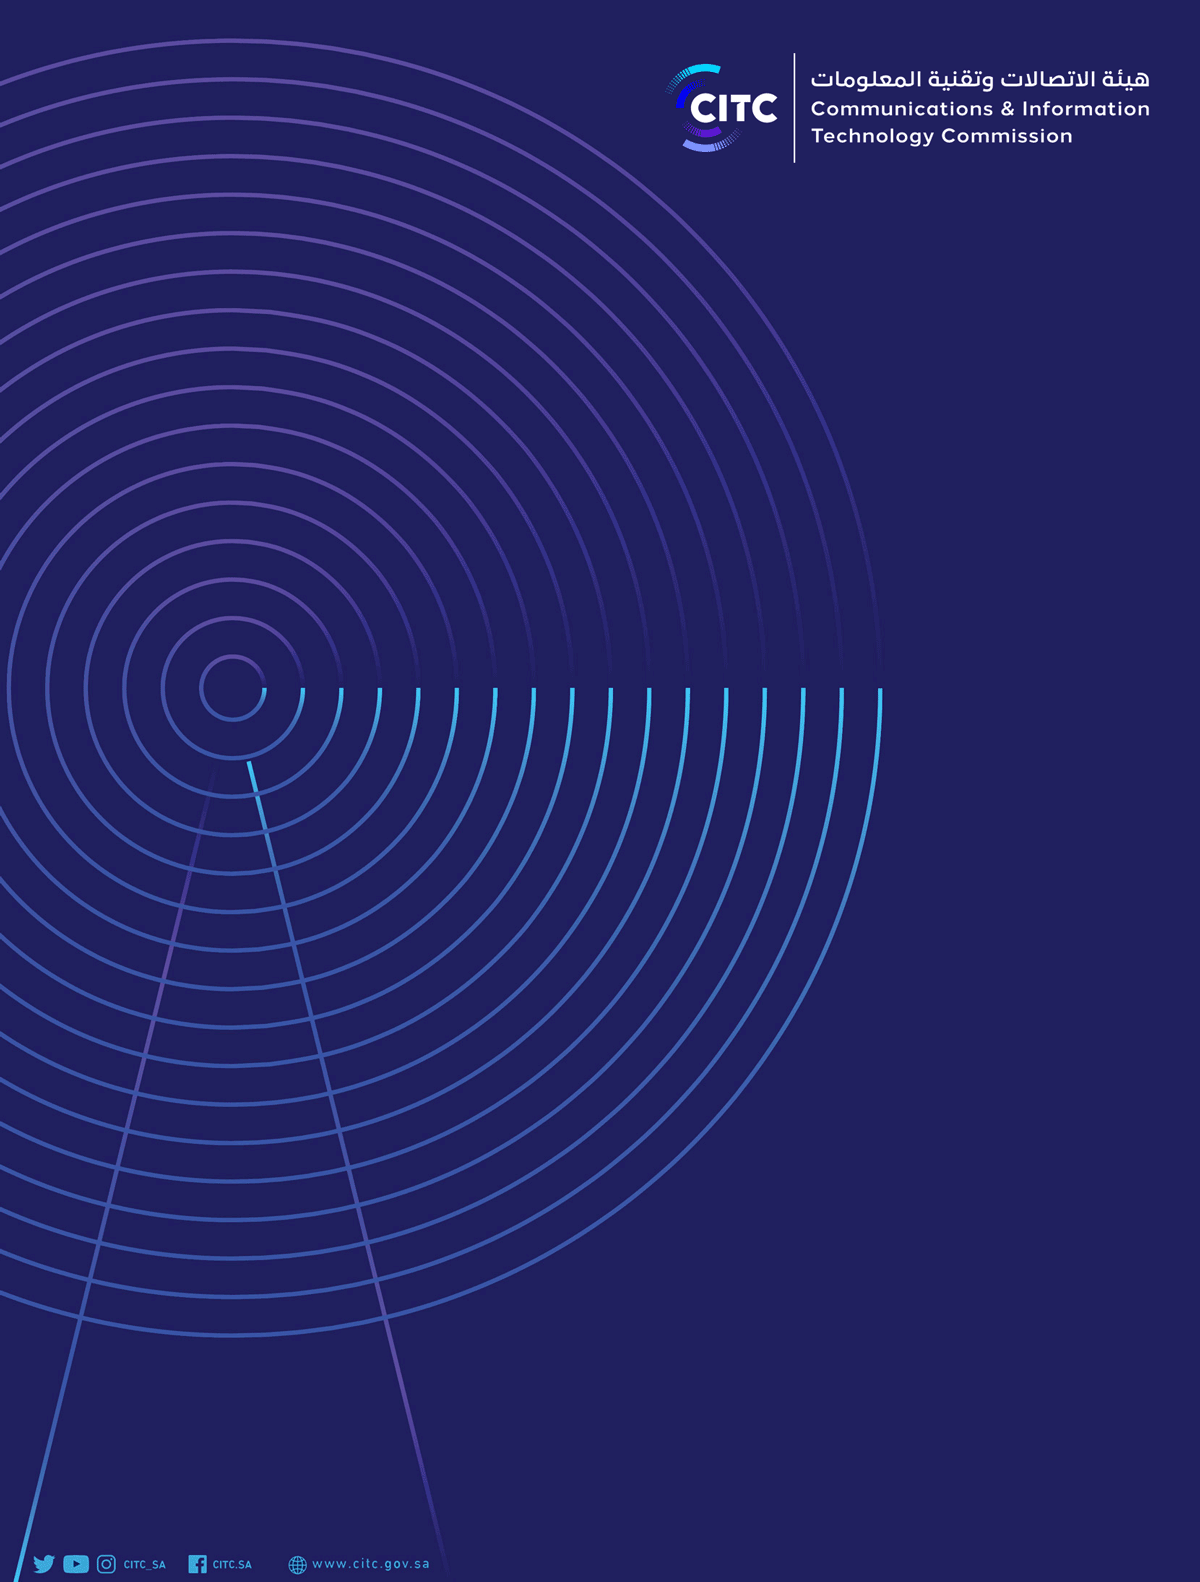 CITC
هيئة الاتصالات وتقنية المعلومات
Communications & Information
Technology Commission
CITC_SA
CITC.SA
www.citc.gov.sa